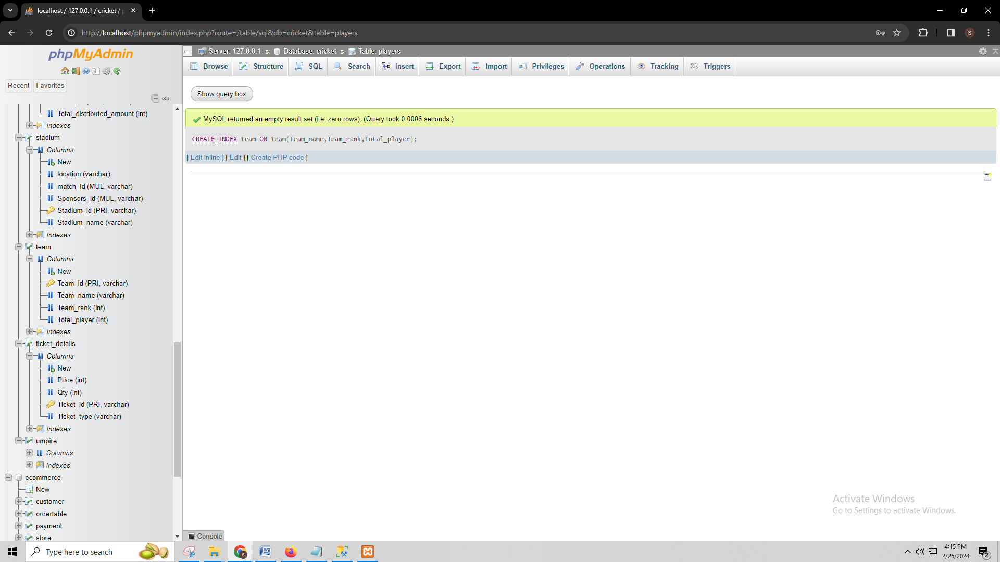 localhost / 127.0.0.1 / cricket /
http://localhost/phpmyadmin/index.php?route=/table/sql&db=cricket&table=players
S
phpMyAdmin
Recent
Favorites
Total_distributed_amount (int)
Indexes
stadium
Columns
New
location (varchar)
match_id (MUL, varchar)
Sponsors_id (MUL, varchar)
Stadium_id (PRI, varchar)
Stadium_name (varchar)
Indexes
team
Columns
New
Team_id (PRI, varchar)
Team_name (varchar)
Team_rank (int)
Total_player (int)
Indexes
ticket_details
Columns
New
Price (int)
Qty (int)
Ticket_id (PRI, varchar)
Ticket_type (varchar)
Indexes
umpire
Columns
Indexes
ecommerce
New
customer
ordertable
payment
store
Server: 127.0.0.1 » Database: cricket » Table: players
Browse Structure SQL Search Insert Export Import Privileges Operations Tracking Triggers
Show query box
MySQL returned an empty result set (i.e. zero rows). (Query took 0.0006 seconds.)
CREATE INDEX team ON team(Team_name,Team_rank,Total_player);
[ Edit inline ] [ Edit ] [ Create PHP code ]
Activate Windows
Go to Settings to activate Windows.
Console
Type here to search
4:15 PM
2/26/2024
2